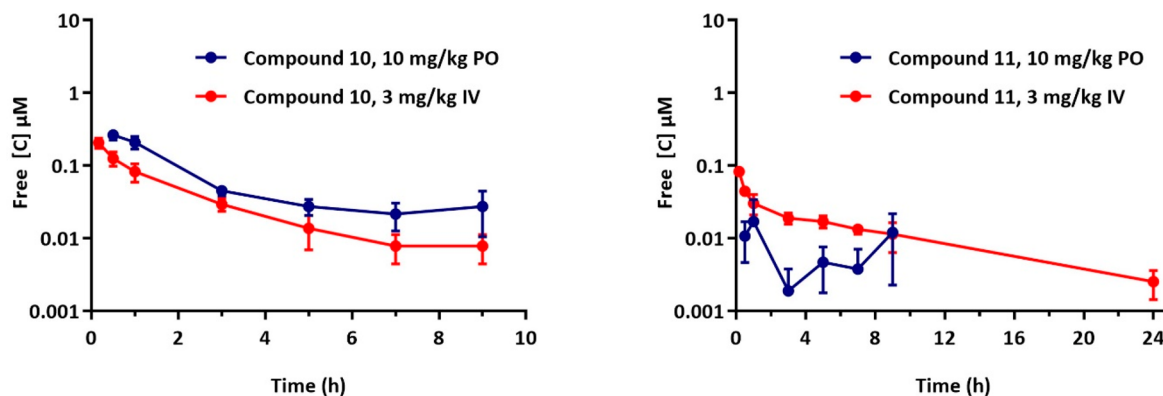 10
1
0.1
0.01
0.001
Free [C] µM
Compound 10, 10 mg/kg PO
Compound 10, 3 mg/kg IV
0 2 4 6 8 10
Time (h)
10
1
0.1
0.01
0.001
Free [C] µM
Compound 11, 10 mg/kg PO
Compound 11, 3 mg/kg IV
0 4 8 12 16 20 24
Time (h)